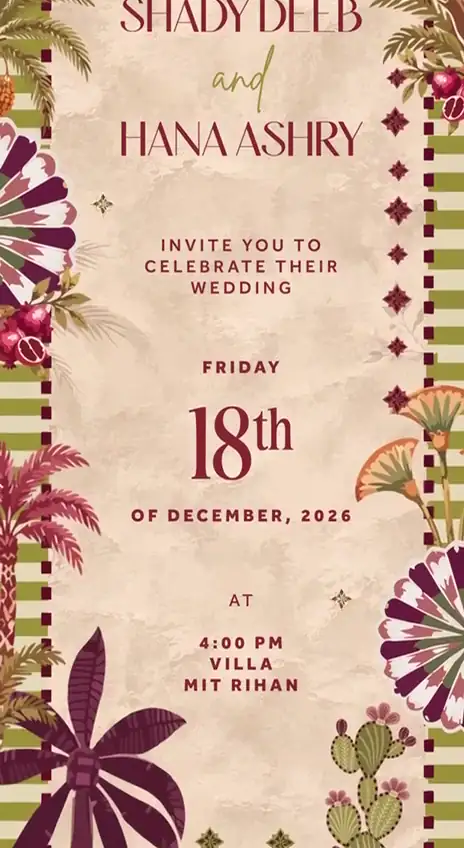 SHADY DEEB
and
HANA ASHRY
INVITE YOU TO
CELEBRATE THEIR
WEDDING
FRIDAY
18th
OF DECEMBER, 2026
AT
4:00 PM
VILLA
MIT RIHAN